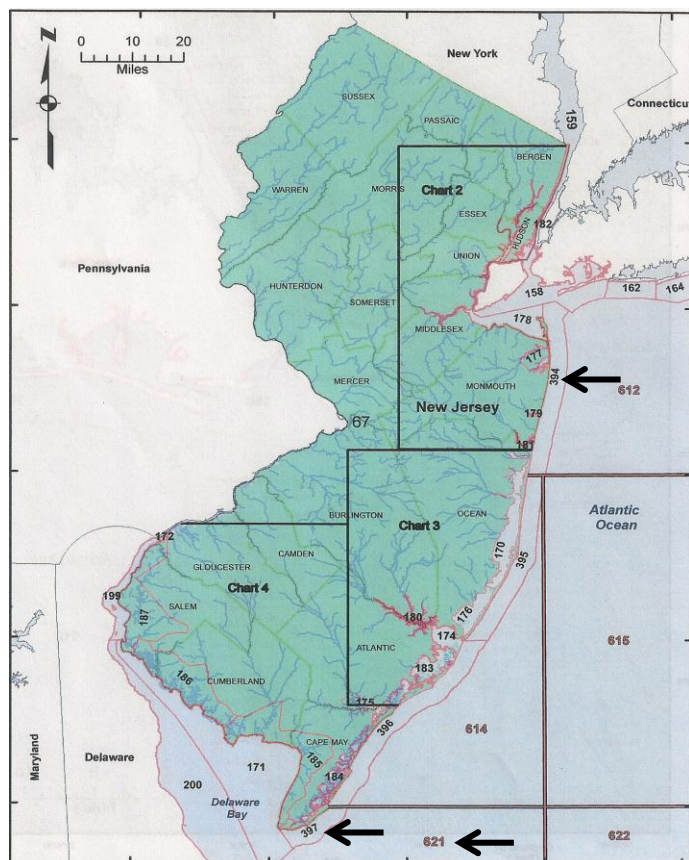 New York
Connecticut
N
0 10 20
Miles
SUSSEX
PASSAIC
159
BERGEN
WARREN
MORRIS
Chart 2
ESSEX
HUDSON
182
UNION
Pennsylvania
HUNTERDON
SOMERSET
158
162
164
178
MIDDLESEX
177
MERCER
MONMOUTH
394
612
New Jersey
179
67
181
BURLINGTON
OCEAN
Chart 3
Atlantic
Ocean
172
GLOUCESTER
CAMDEN
170
395
Chart 4
199
187
SALEM
180
176
174
615
ATLANTIC
186
CUMBERLAND
183
175
614
396
CAPE MAY
Maryland
Delaware
171
185
184
200
Delaware
Bay
397
621
622